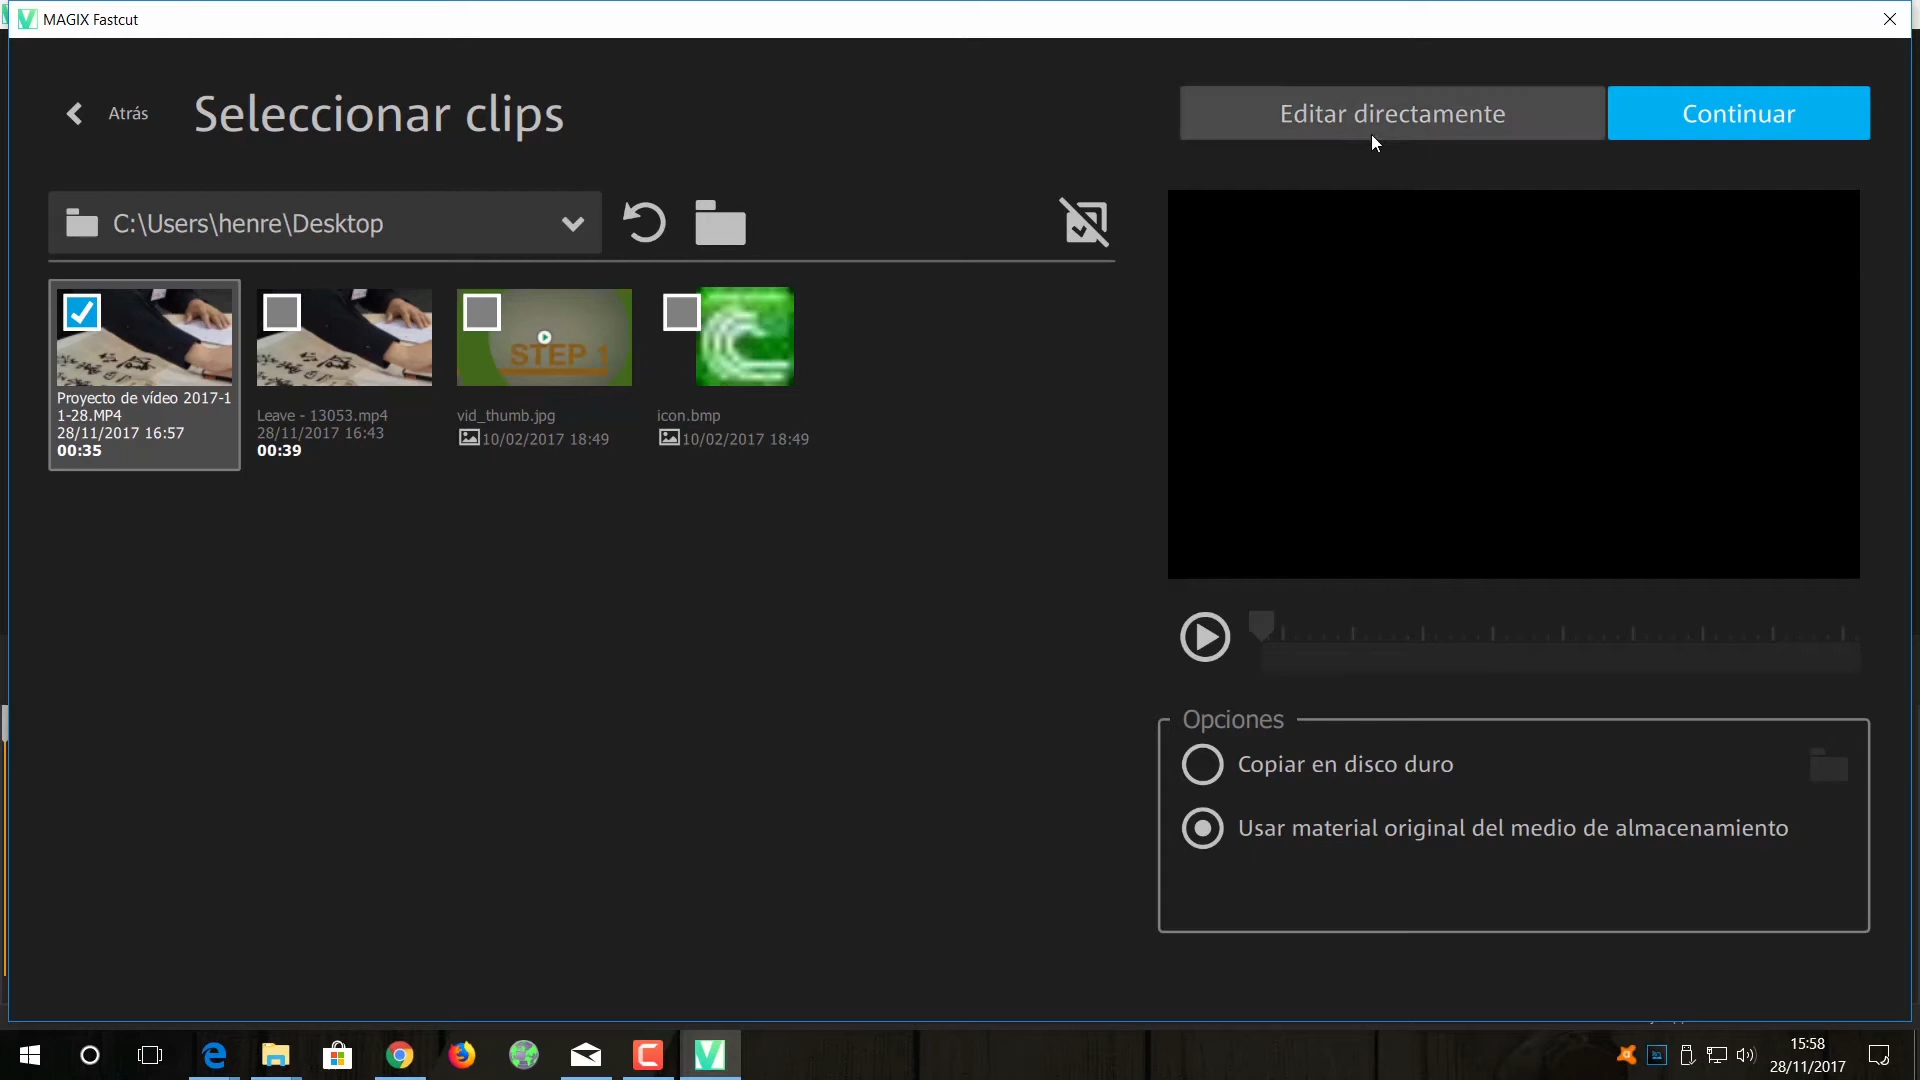 MAGIX Fastcut
Atrás
Seleccionar clips
Editar directamente
Continuar
C:\Users\henre\Desktop
Proyecto de vídeo 2017-1
1-28.MP4
28/11/2017 16:57
00:35
Leave - 13053.mp4
28/11/2017 16:43
00:39
STEP 1
vid_thumb.jpg
10/02/2017 18:49
icon.bmp
10/02/2017 18:49
Opciones
Copiar en disco duro
Usar material original del medio de almacenamiento
15:58
28/11/2017